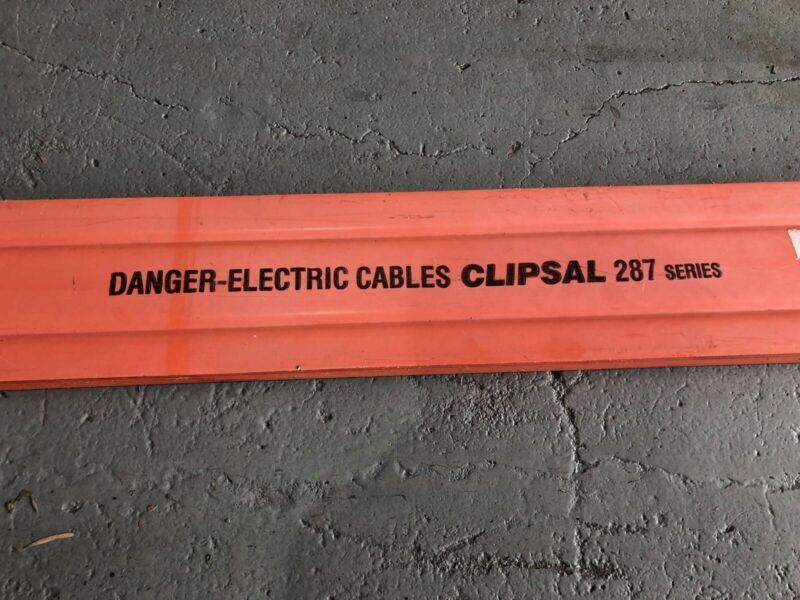 DANGER-ELECTRIC CABLES CLIPSAL 287 SERIES